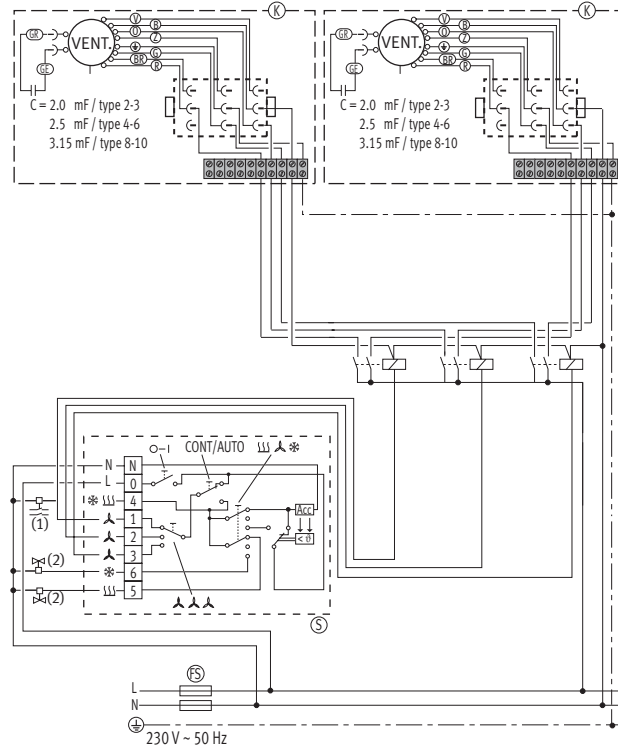 K
K
GR
GE
VENT.
V
B
O
Z
G
BR
R
C = 2.0 mF / type 2-3
2.5 mF / type 4-6
3.15 mF / type 8-10
GR
GE
VENT.
V
B
O
Z
G
BR
R
C = 2.0 mF / type 2-3
2.5 mF / type 4-6
3.15 mF / type 8-10
CONT/AUTO
N N
L 0
4
(1) 1
2
(2) 3
6
(2) 5
Acc
< ϑ
S
FS
L
N
230 V ~ 50 Hz